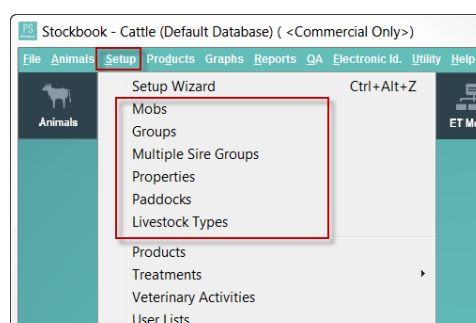 PS Stockbook - Cattle (Default Database) ( <Commercial Only>)
File Animals Setup Products Graphs Reports QA Electronic Id. Utility Help
Animals
Setup Wizard Ctrl+Alt+Z
Mobs
Groups
Multiple Sire Groups
Properties
Paddocks
Livestock Types
Products
Treatments
Veterinary Activities
User Lists